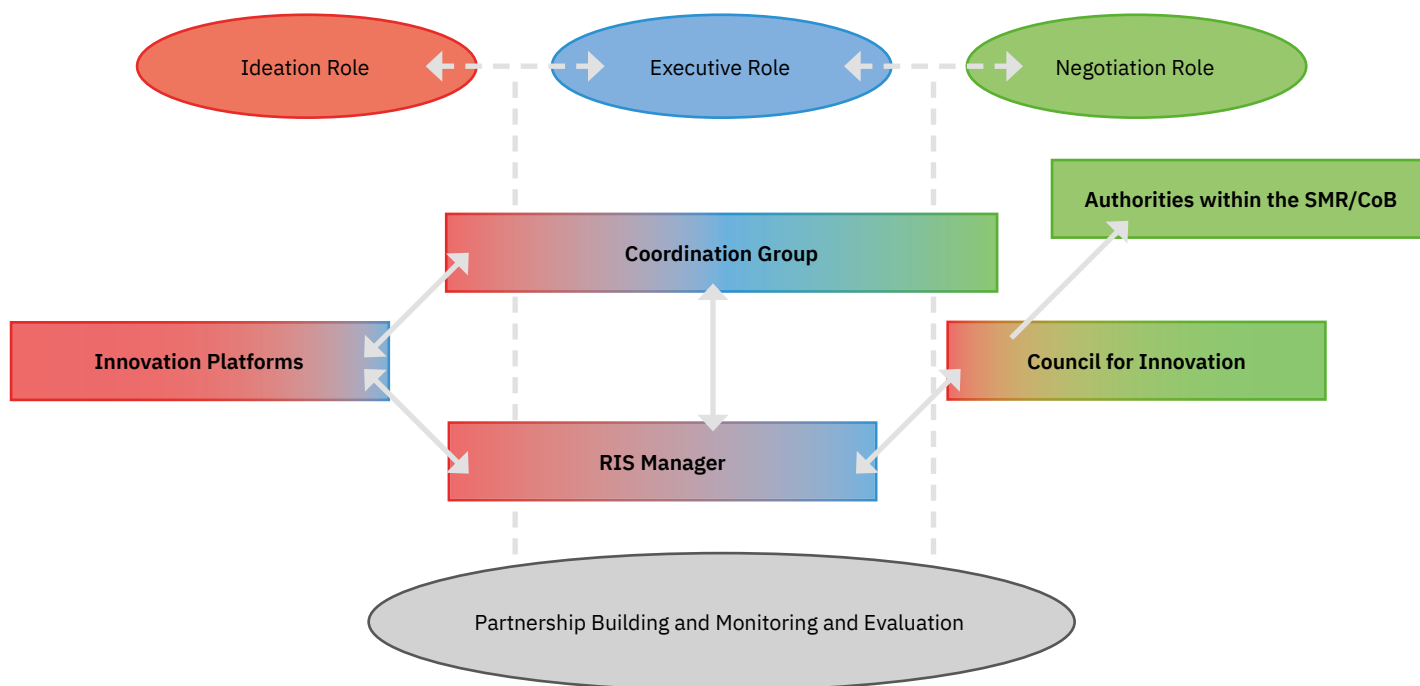 Ideation Role
Executive Role
Negotiation Role
Authorities within the SMR/CoB
Coordination Group
Innovation Platforms
Council for Innovation
RIS Manager
Partnership Building and Monitoring and Evaluation